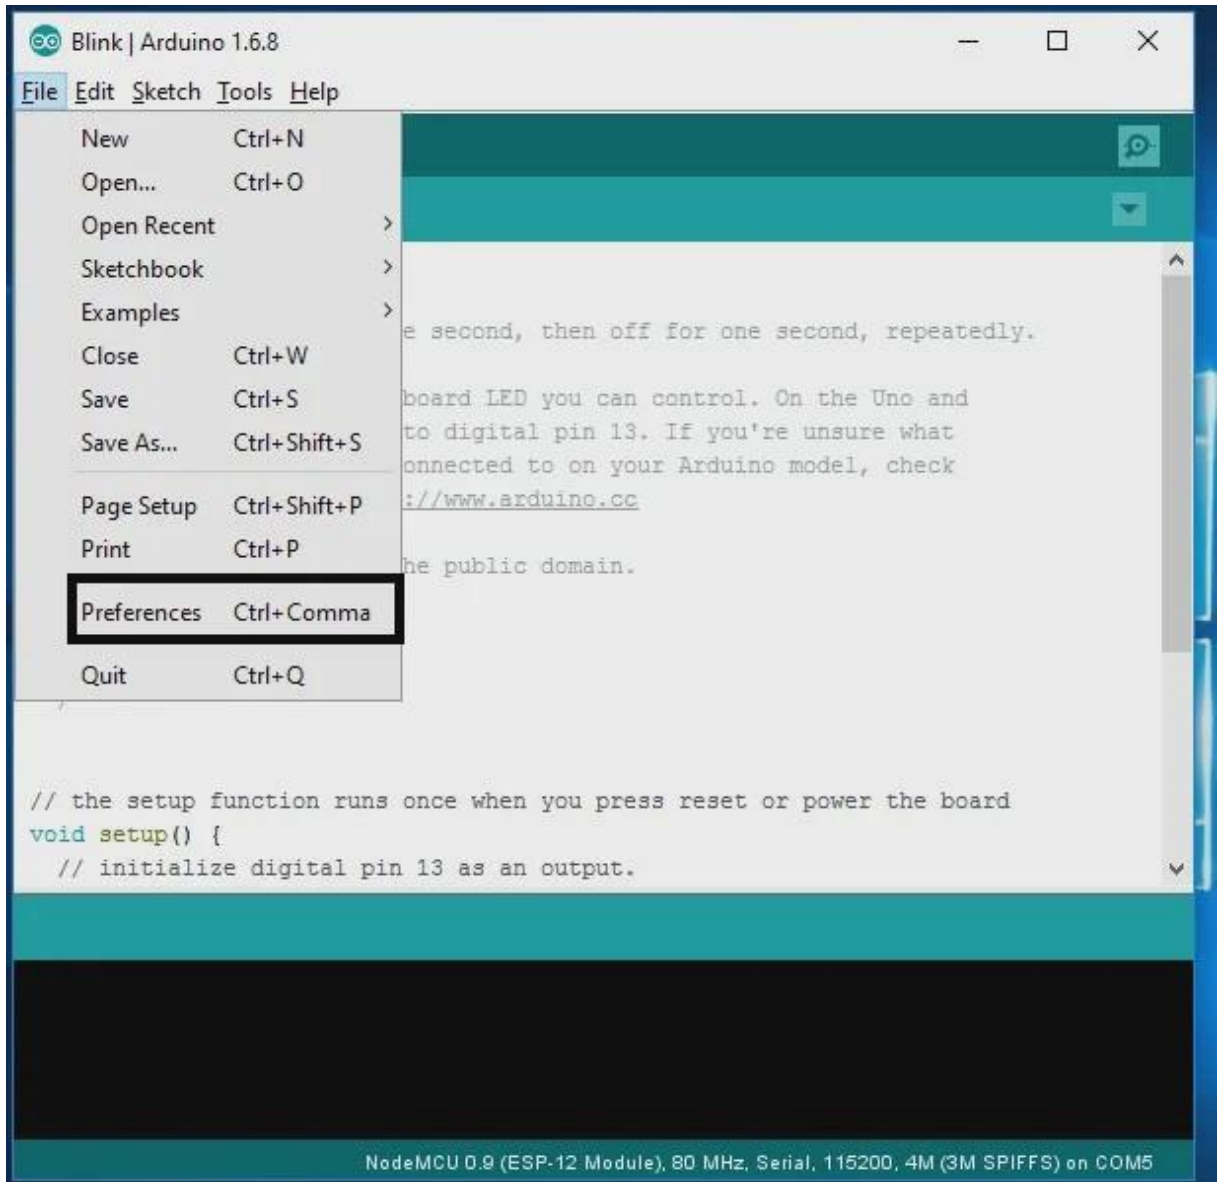 Blink | Arduino 1.6.8
File Edit Sketch Tools Help
New Ctrl+N
Open... Ctrl+O
Open Recent
Sketchbook
Examples
Close Ctrl+W
Save Ctrl+S
Save As... Ctrl+Shift+S
Page Setup Ctrl+Shift+P
Print Ctrl+P
Preferences Ctrl+Comma
Quit Ctrl+Q
e second, then off for one second, repeatedly.
board LED you can control. On the Uno and
to digital pin 13. If you're unsure what
onnected to on your Arduino model, check
://www.arduino.cc
he public domain.
// the setup function runs once when you press reset or power the board
void setup() {
// initialize digital pin 13 as an output.
NodeMCU 0.9 (ESP-12 Module), 80 MHz, Serial, 115200, 4M (3M SPIFFS) on COM5